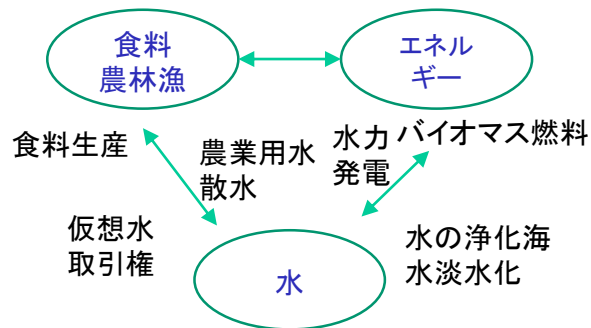 食料
農林漁
エネル
ギー
食料生産
農業用水
散水
水力
発電
バイオマス燃料
仮想水
取引権
水
水の浄化海
水淡水化